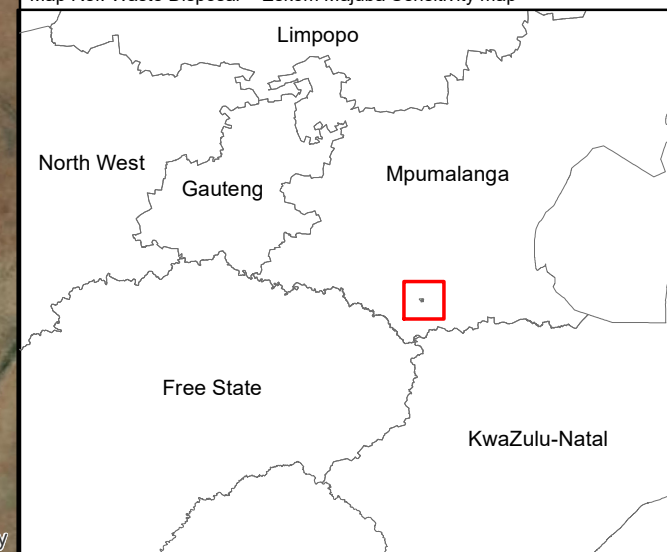 Limpopo
North West
Gauteng
Mpumalanga
Free State
KwaZulu-Natal